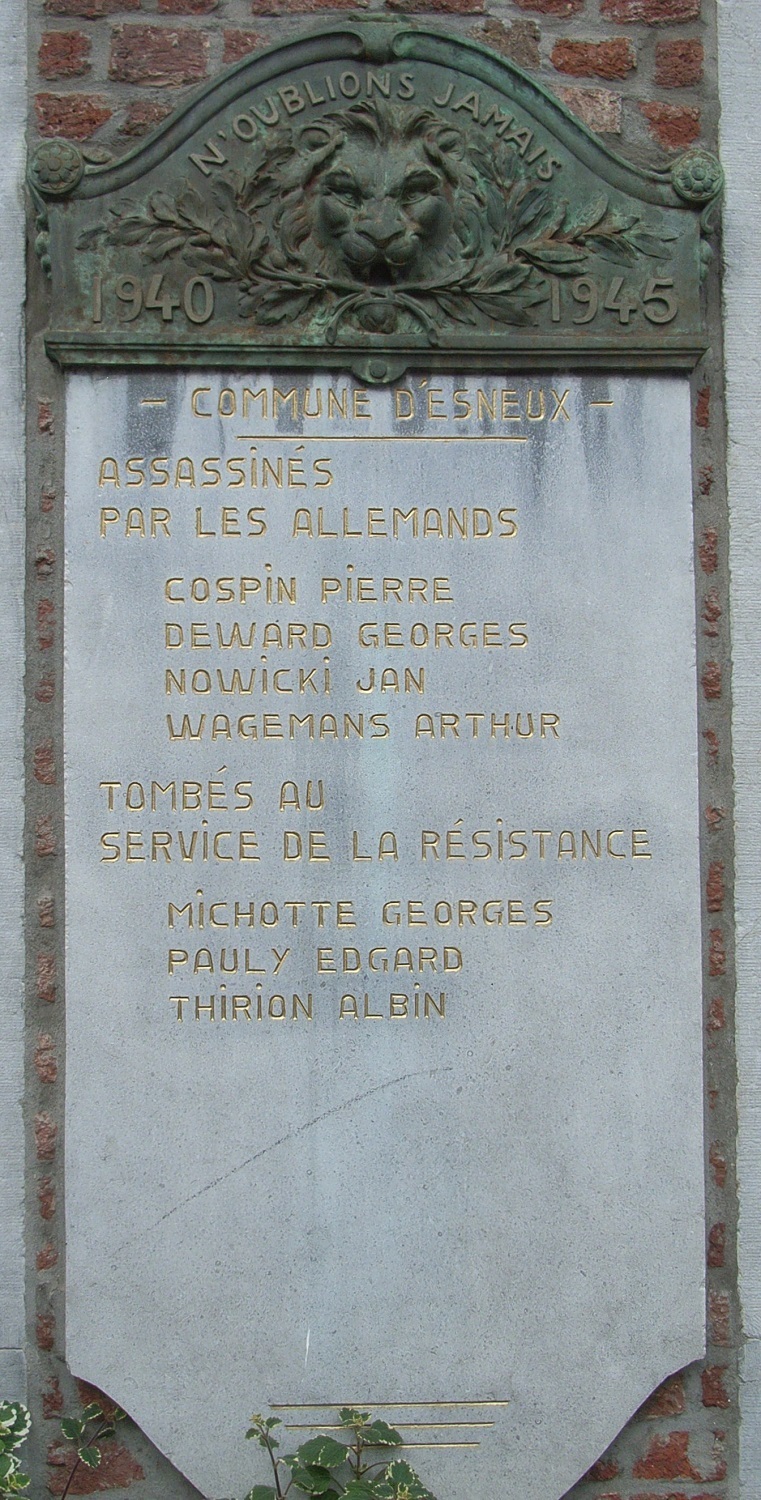 N'OUBLIONS JAMAIS
1940 1945
- COMMUNE D'ESNEUX -
ASSASSINÉS
PAR LES ALLEMANDS
COSPIN PIERRE
DEWARD GEORGES
NOWICKI JAN
WAGEMANS ARTHUR
TOMBÉS AU
SERVICE DE LA RÉSISTANCE
MICHOTTE GEORGES
PAULY EDGARD
THIRION ALBIN